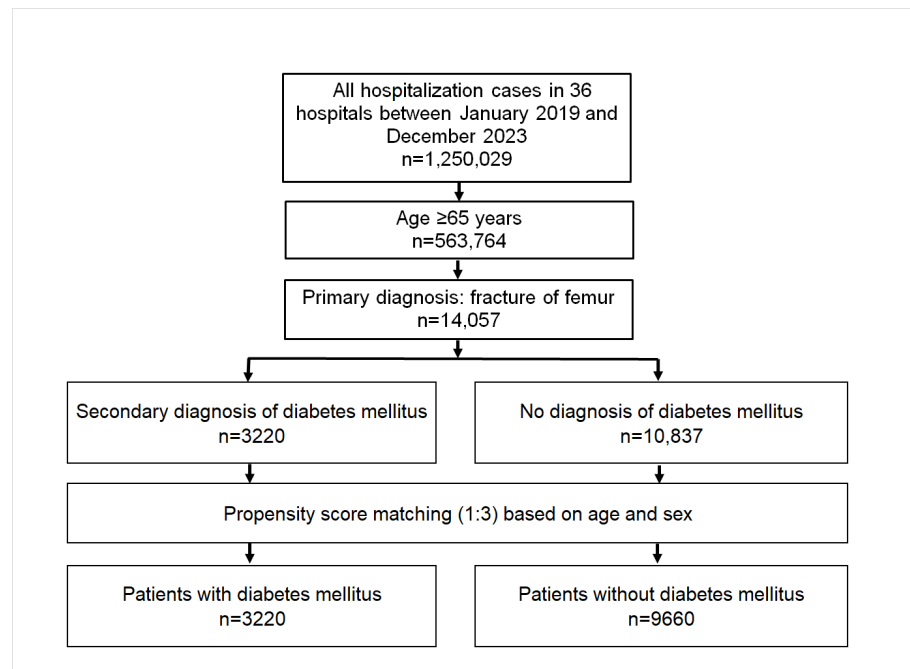 All hospitalization cases in 36
hospitals between January 2019 and
December 2023
n=1,250,029
Age ≥65 years
n=563,764
Primary diagnosis: fracture of femur
n=14,057
Secondary diagnosis of diabetes mellitus
n=3220
No diagnosis of diabetes mellitus
n=10,837
Propensity score matching (1:3) based on age and sex
Patients with diabetes mellitus
n=3220
Patients without diabetes mellitus
n=9660